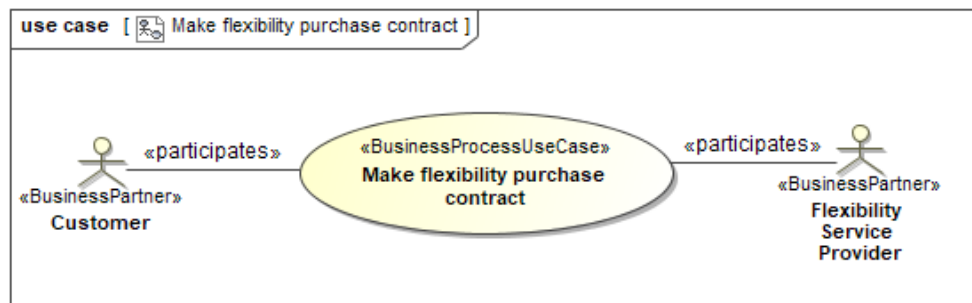 use case [ Make flexibility purchase contract ]
«participates»
«BusinessPartner»
Customer
«BusinessProcessUseCase»
Make flexibility purchase
contract
«participates»
«BusinessPartner»
Flexibility
Service
Provider